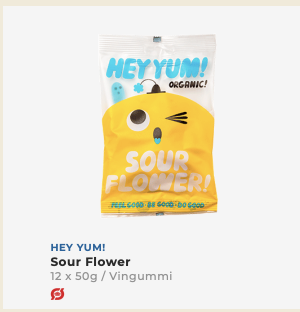 HEY YUM!
ORGANIC!
SOUR
FLOWER!
FEEL GOOD · BE GOOD · DO GOOD
HEY YUM!
Sour Flower
12 x 50g / Vingummi